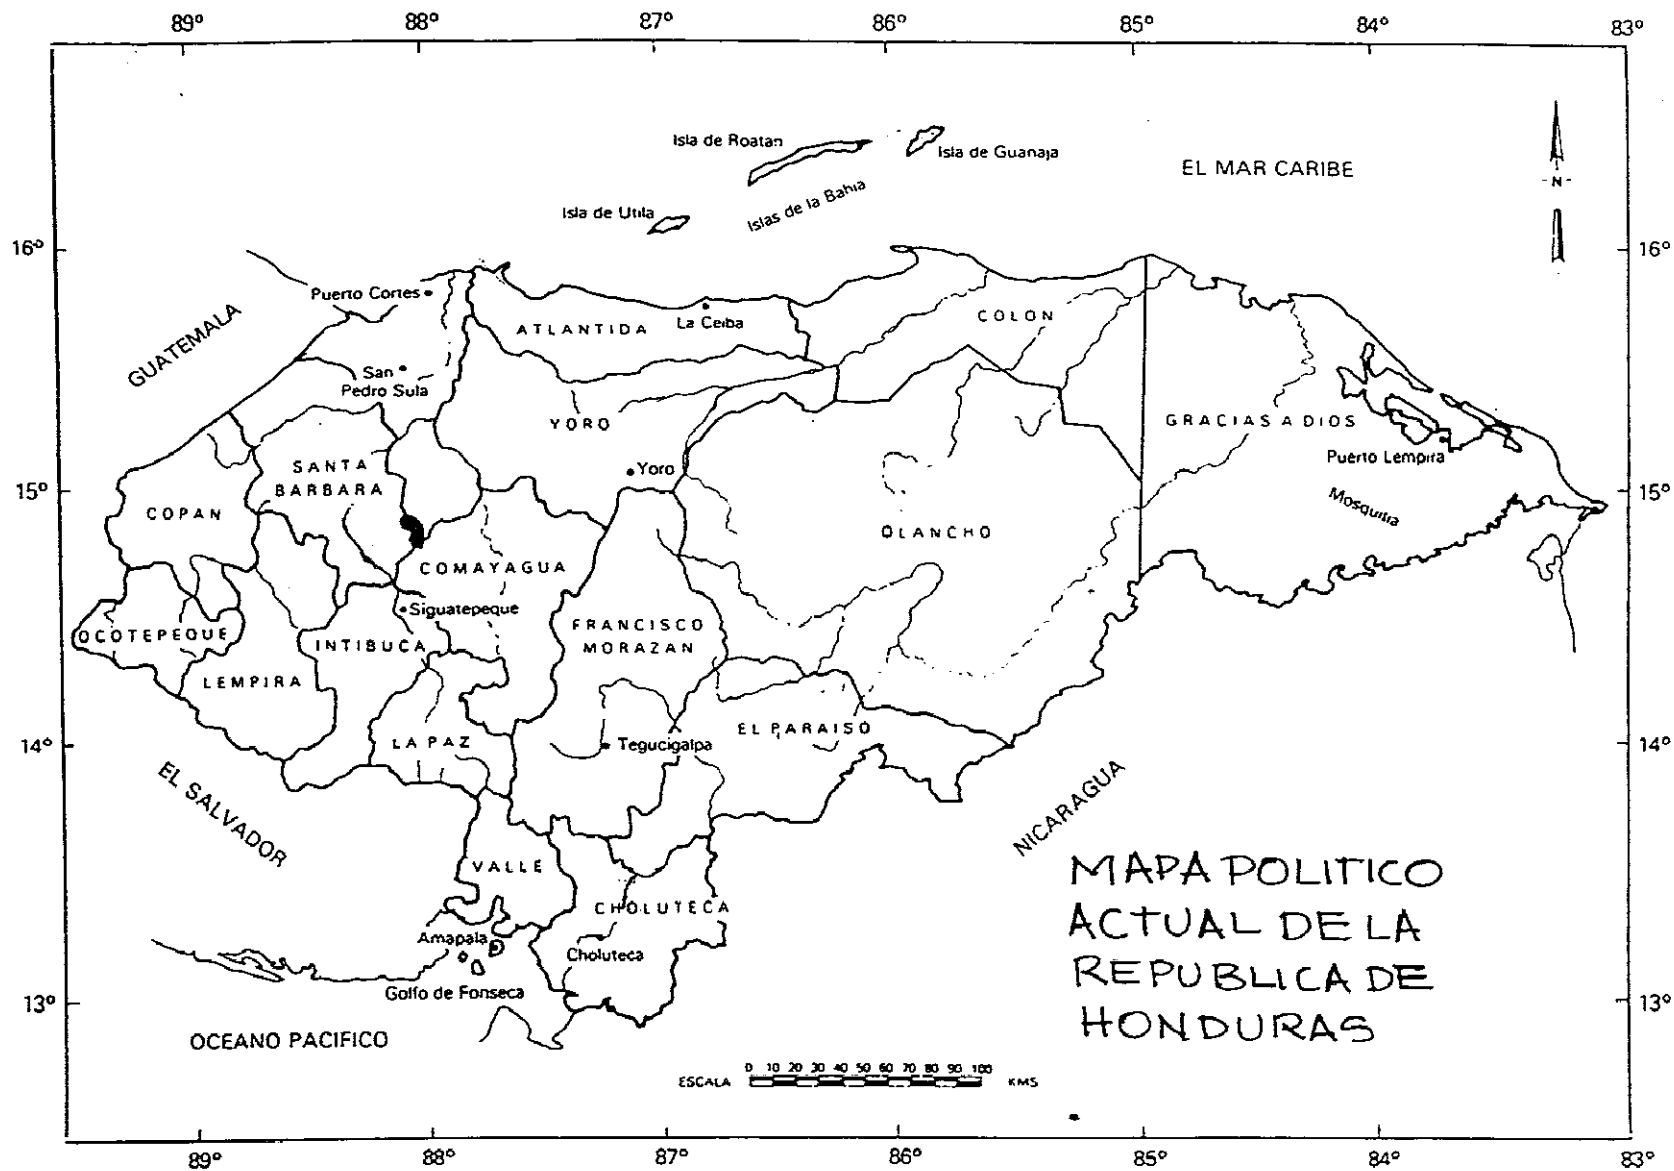 89° 88° 87° 86° 85° 84° 83°
Isla de Roatan
Isla de Guanaja
EL MAR CARIBE
N
Isla de Utila
Islas de la Bahia
16° 16°
Puerto Cortes
GUATEMALA
ATLANTIDA
La Ceiba
COLON
San
Pedro Sula
YORO
GRACIAS A DIOS
SANTA
BARBARA
Yoro
Puerto Lempira
15° 15°
Mosquitia
COPAN
OLANCHO
COMAYAGUA
Siguatepeque
FRANCISCO
MORAZAN
OCOTEPEQUE
INTIBUCA
LEMPIRA
EL PARAISO
LA PAZ
Tegucigalpa
14° 14°
EL SALVADOR
NICARAGUA
VALLE
MAPA POLITICO
ACTUAL DE LA
REPUBLICA DE
HONDURAS
CHOLUTECA
Amapala
Choluteca
Golfo de Fonseca
13° 13°
OCEANO PACIFICO
ESCALA 0 10 20 30 40 50 60 70 80 90 100 KMS
89° 88° 87° 86° 85° 84° 83°